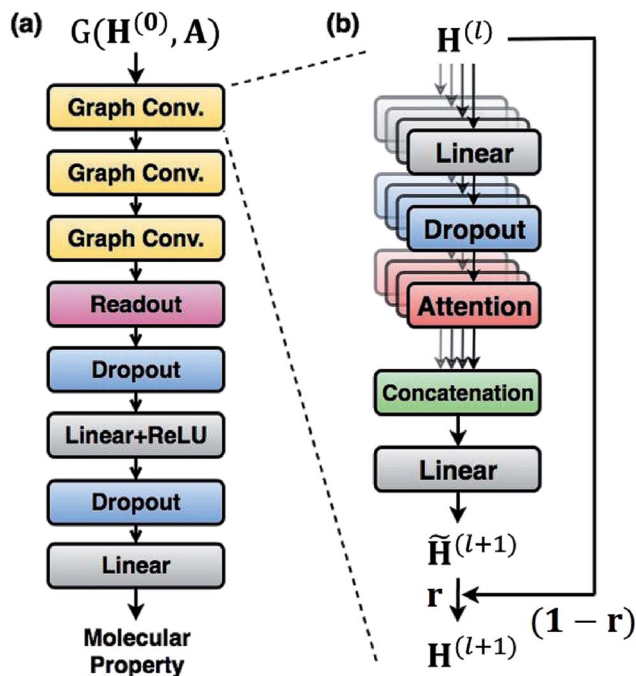 (a)
G(𝐇⁽⁰⁾, 𝐀)
Graph Conv.
Graph Conv.
Graph Conv.
Readout
Dropout
Linear+ReLU
Dropout
Linear
Molecular
Property
(b)
𝐇⁽ˡ⁾
Linear
Dropout
Attention
Concatenation
Linear
𝐇̃⁽ˡ⁺¹⁾
𝐫
(𝟏 − 𝐫)
𝐇⁽ˡ⁺¹⁾